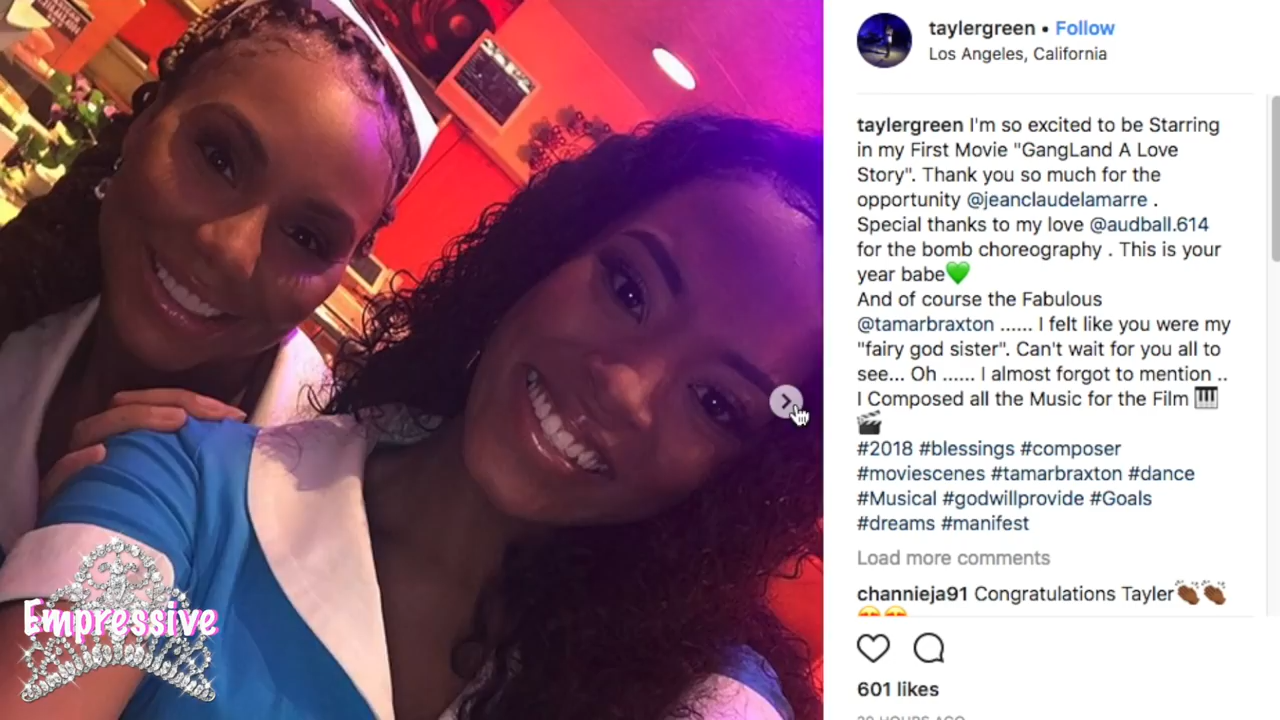 taylergreen • Follow
Los Angeles, California
taylergreen I'm so excited to be Starring
in my First Movie "GangLand A Love
Story". Thank you so much for the
opportunity @jeanclaudelamarre .
Special thanks to my love @audball.614
for the bomb choreography . This is your
year babe💚
And of course the Fabulous
@tamarbraxton ...... I felt like you were my
"fairy god sister". Can't wait for you all to
see... Oh ...... I almost forgot to mention ..
I Composed all the Music for the Film 🎹
🎬
#2018 #blessings #composer
#moviescenes #tamarbraxton #dance
#Musical #godwillprovide #Goals
#dreams #manifest
Load more comments
channieja91 Congratulations Tayler👏🏾👏🏾
😍😍
601 likes
20 HOURS AGO
Empressive